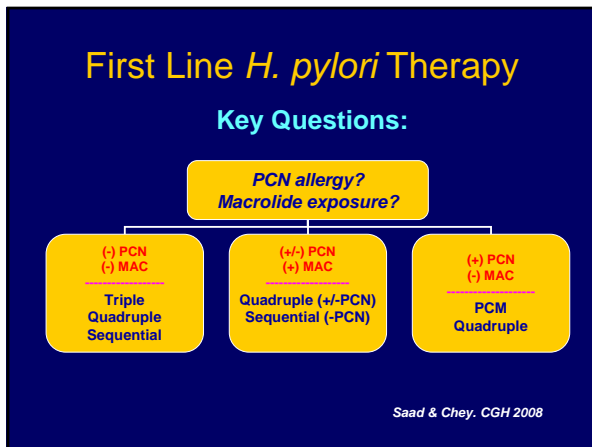 First Line H. pylori Therapy
Key Questions:
PCN allergy?
Macrolide exposure?
(-) PCN
(-) MAC
------------------
Triple
Quadruple
Sequential
(+/-) PCN
(+) MAC
-------------------
Quadruple (+/-PCN)
Sequential (-PCN)
(+) PCN
(-) MAC
--------------------
PCM
Quadruple
Saad & Chey. CGH 2008